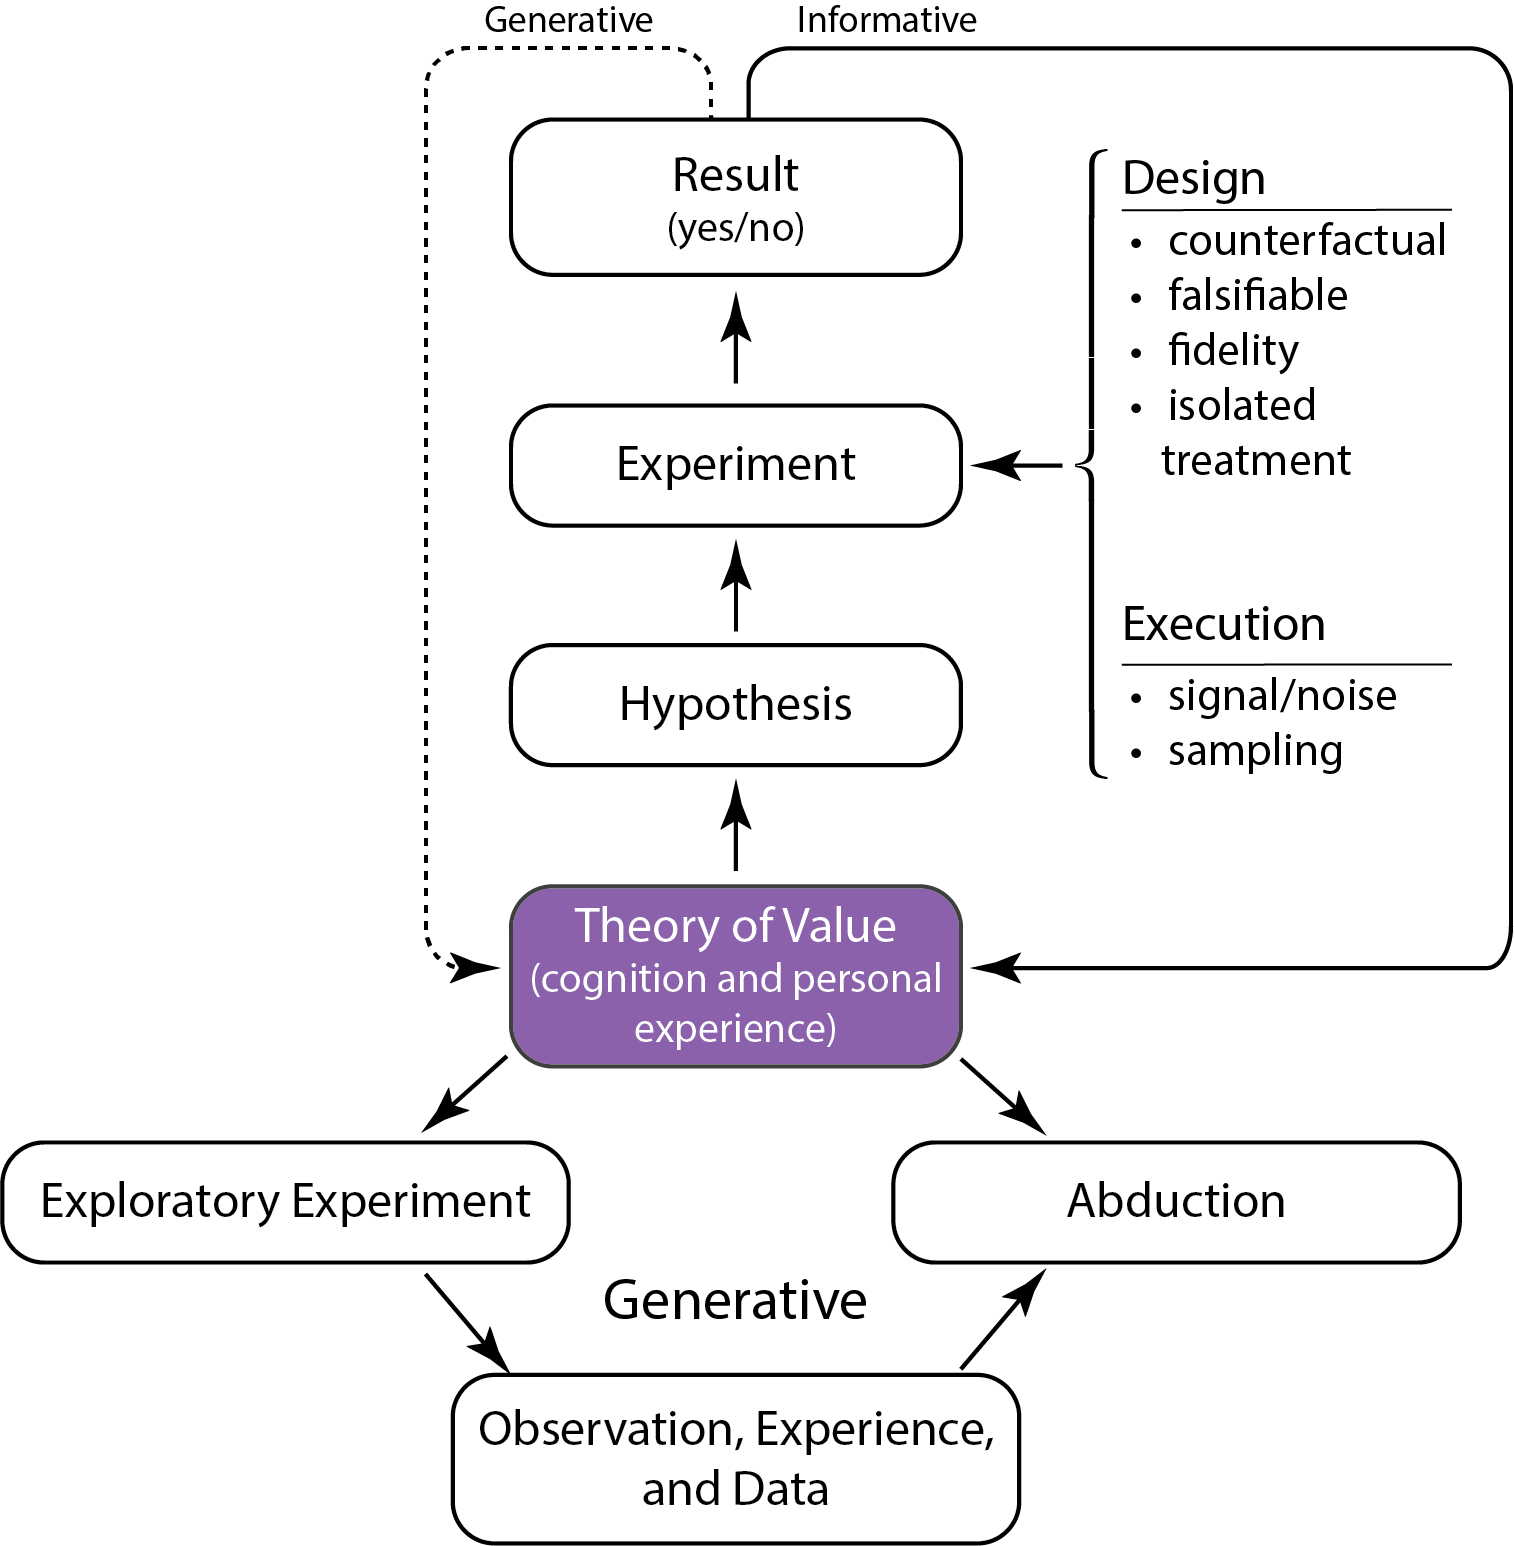 Generative
Informative
Result
(yes/no)
Design
• counterfactual
• falsifiable
• fidelity
• isolated
treatment
Experiment
Execution
• signal/noise
• sampling
Hypothesis
Theory of Value
(cognition and personal
experience)
Exploratory Experiment
Abduction
Generative
Observation, Experience,
and Data